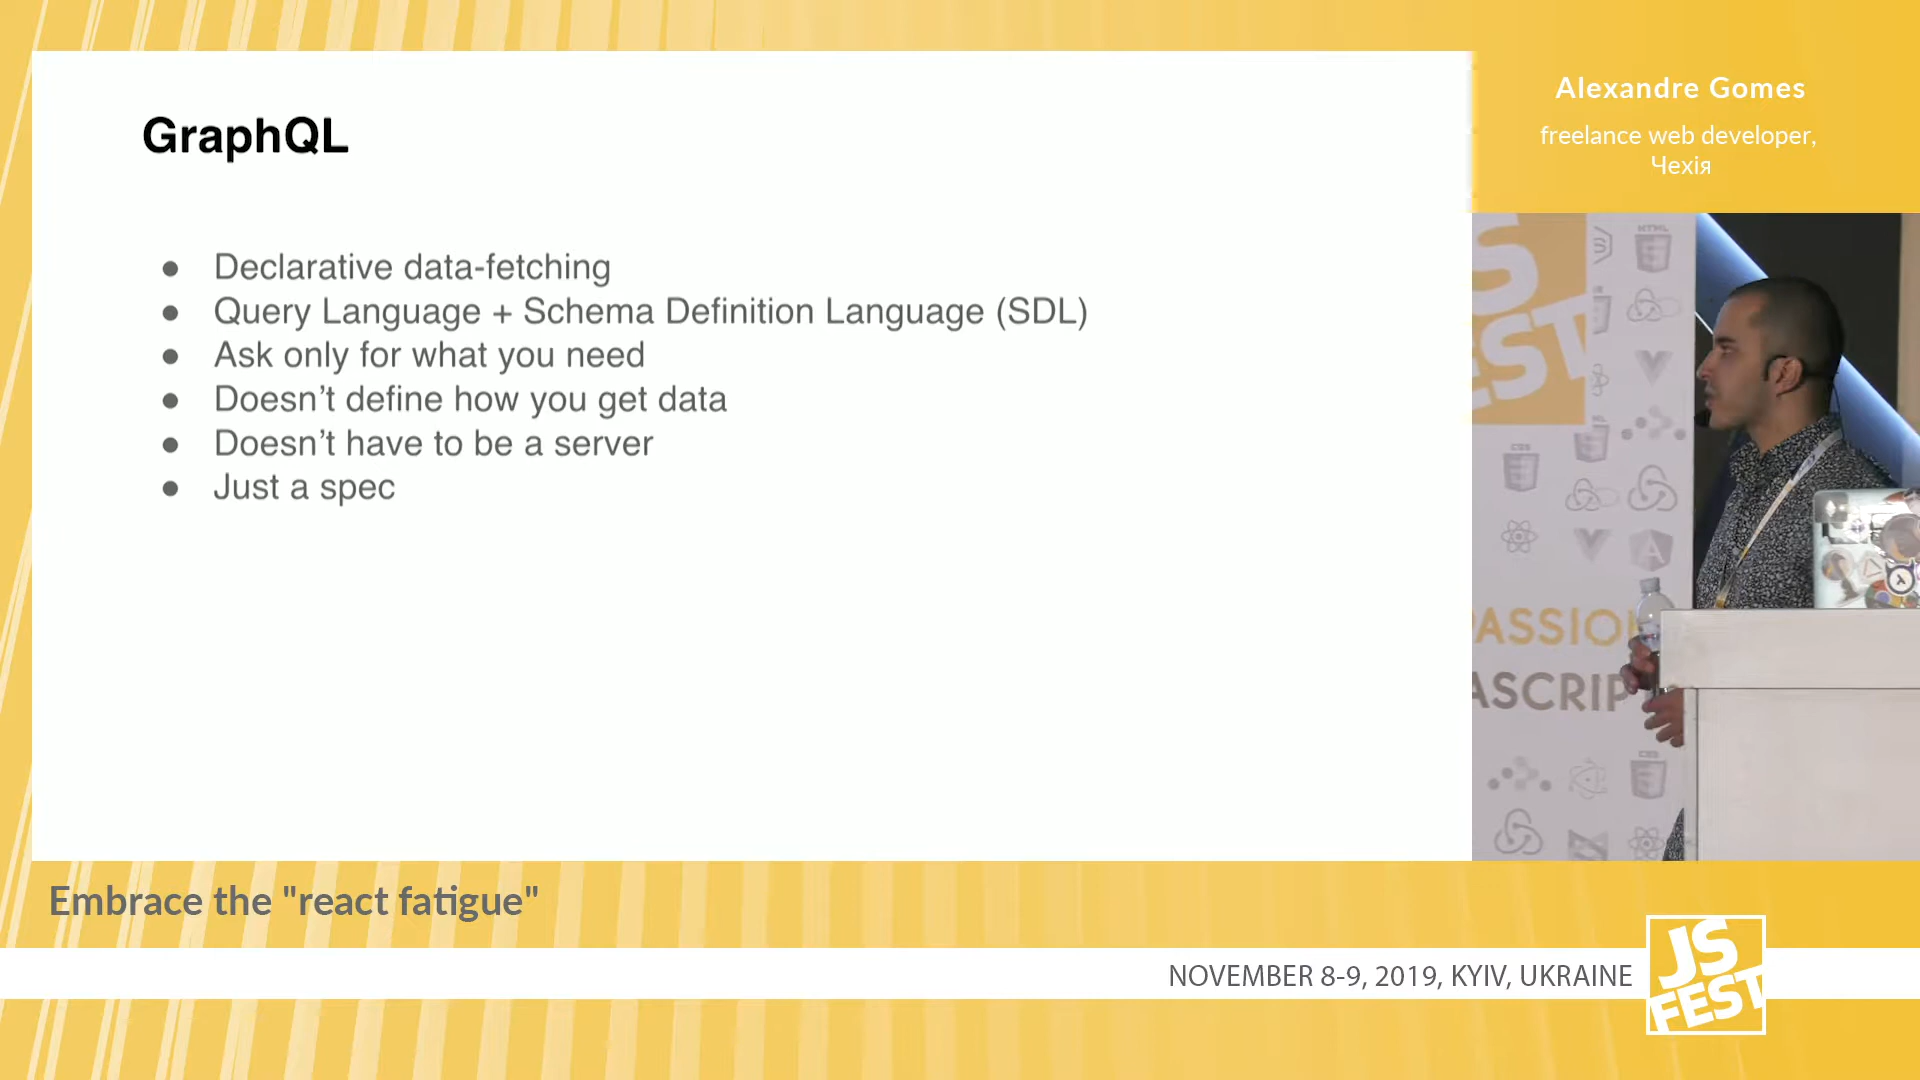 GraphQL
● Declarative data-fetching
● Query Language + Schema Definition Language (SDL)
● Ask only for what you need
● Doesn’t define how you get data
● Doesn’t have to be a server
● Just a spec
Alexandre Gomes
freelance web developer,
Чехія
PASSIO
ASCRIP
Embrace the "react fatigue"
NOVEMBER 8-9, 2019, KYIV, UKRAINE
JS
FEST